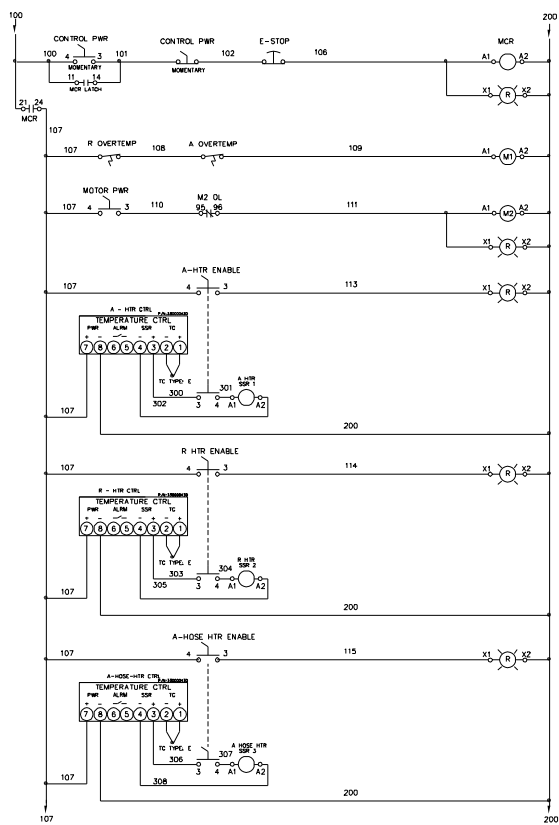 100 200
CONTROL PWR CONTROL PWR E-STOP MCR
100 4 3 101 102 106 A1 A2
MOMENTARY MOMENTARY
11 14
MCR LATCH
X1 R X2
21 24
MCR
107
R OVERTEMP A OVERTEMP
107 108 109 A1 M1 A2
MOTOR PWR M2 OL
107 4 3 110 95 96 111 A1 M2 A2
X1 R X2
A-HTR ENABLE
107 4 3 113 X1 R X2
A - HTR CTRL
TEMPERATURE CTRL
PWR ALRM SSR TC
+ - - + - +
7 8 6 5 4 3 2 1
TC TYPE: E
300 301 A HTR
SSR 1
302 3 4 A1 A2
107
200
R HTR ENABLE
107 4 3 114 X1 R X2
R - HTR CTRL
TEMPERATURE CTRL
PWR ALRM SSR TC
+ - - + - +
7 8 6 5 4 3 2 1
TC TYPE: E
303 304 R HTR
SSR 2
305 3 4 A1 A2
107
200
A-HOSE HTR ENABLE
107 4 3 115 X1 R X2
A-HOSE-HTR CTRL
TEMPERATURE CTRL
PWR ALRM SSR TC
+ - - + - +
7 8 6 5 4 3 2 1
TC TYPE: E
306 307 A HOSE HTR
SSR 3
3 4 A1 A2
107 308
200
107 200